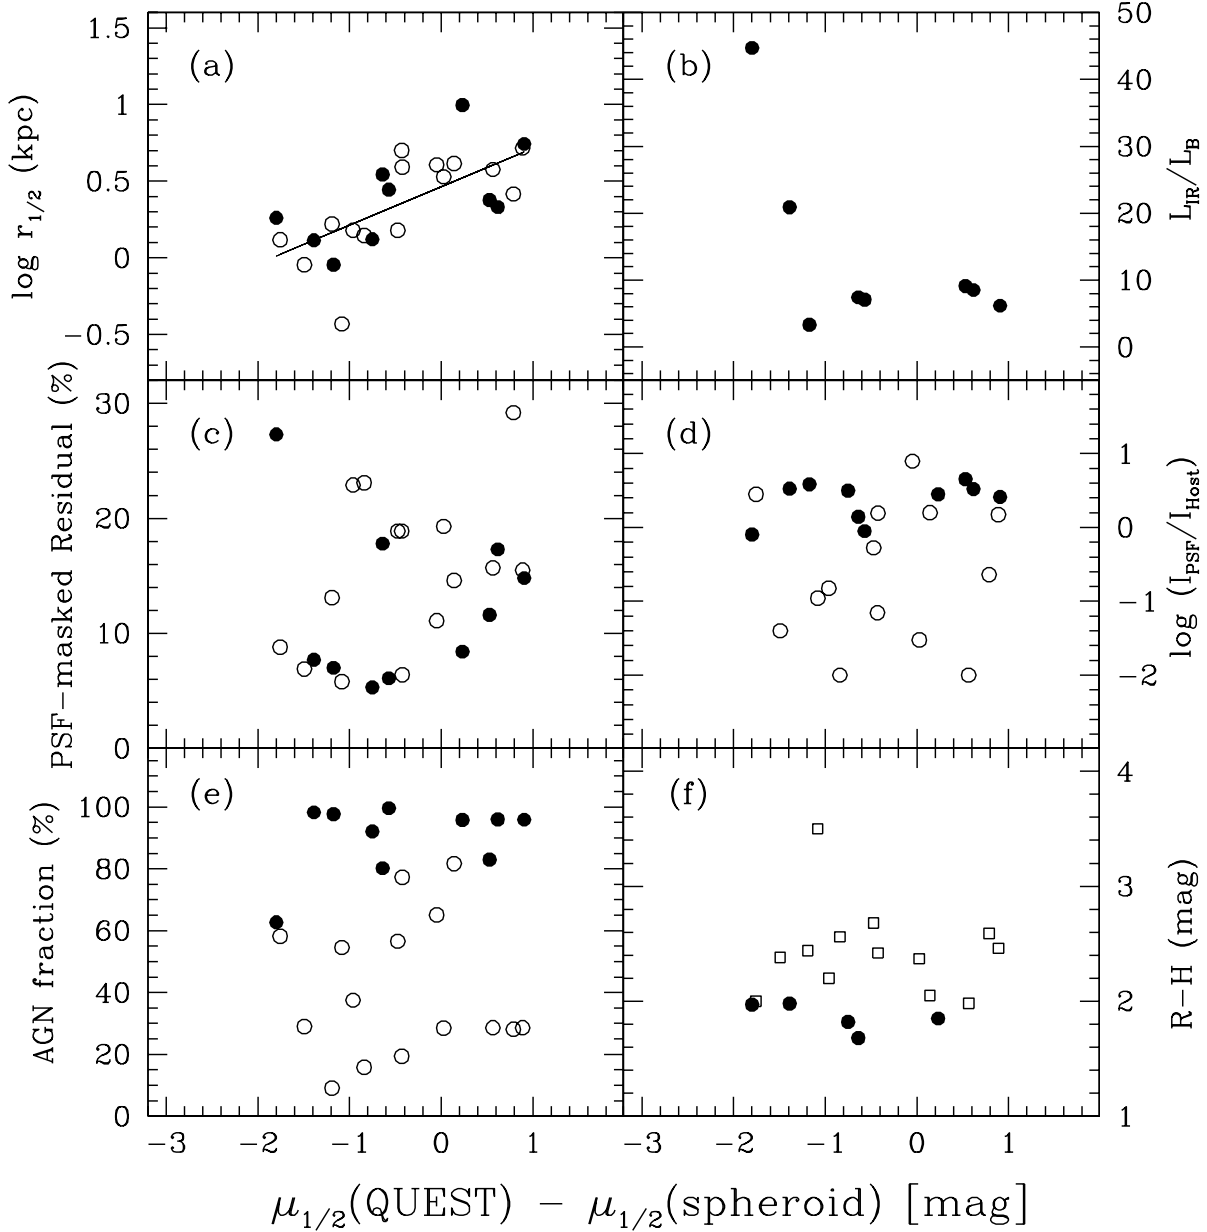 (a)
1.5
1
0.5
0
−0.5
log r1/2 (kpc)
(b)
50
40
30
20
10
0
LIR/LB
(c)
30
20
10
0
PSF−masked Residual (%)
(d)
1
0
−1
−2
log (IPSF/IHost)
(e)
100
80
60
40
20
0
AGN fraction (%)
(f)
4
3
2
1
R−H (mag)
−3 −2 −1 0 1
−3 −2 −1 0 1
μ1/2(QUEST) − μ1/2(spheroid) [mag]